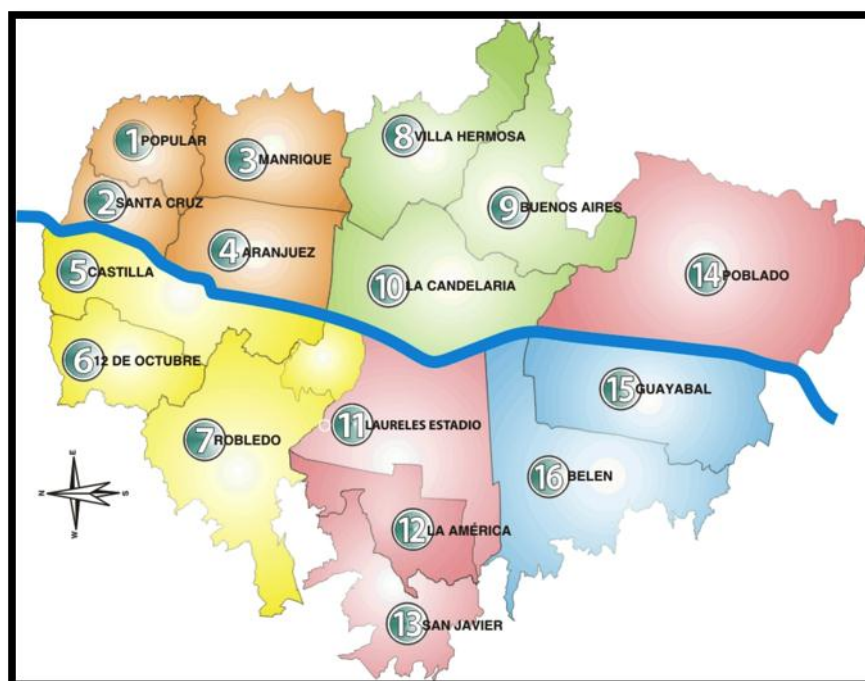 1 POPULAR
2 SANTA CRUZ
3 MANRIQUE
4 ARANJUEZ
5 CASTILLA
6 12 DE OCTUBRE
7 ROBLEDO
8 VILLA HERMOSA
9 BUENOS AIRES
10 LA CANDELARIA
11 LAURELES ESTADIO
12 LA AMÉRICA
13 SAN JAVIER
14 POBLADO
15 GUAYABAL
16 BELEN
E
N
S
W